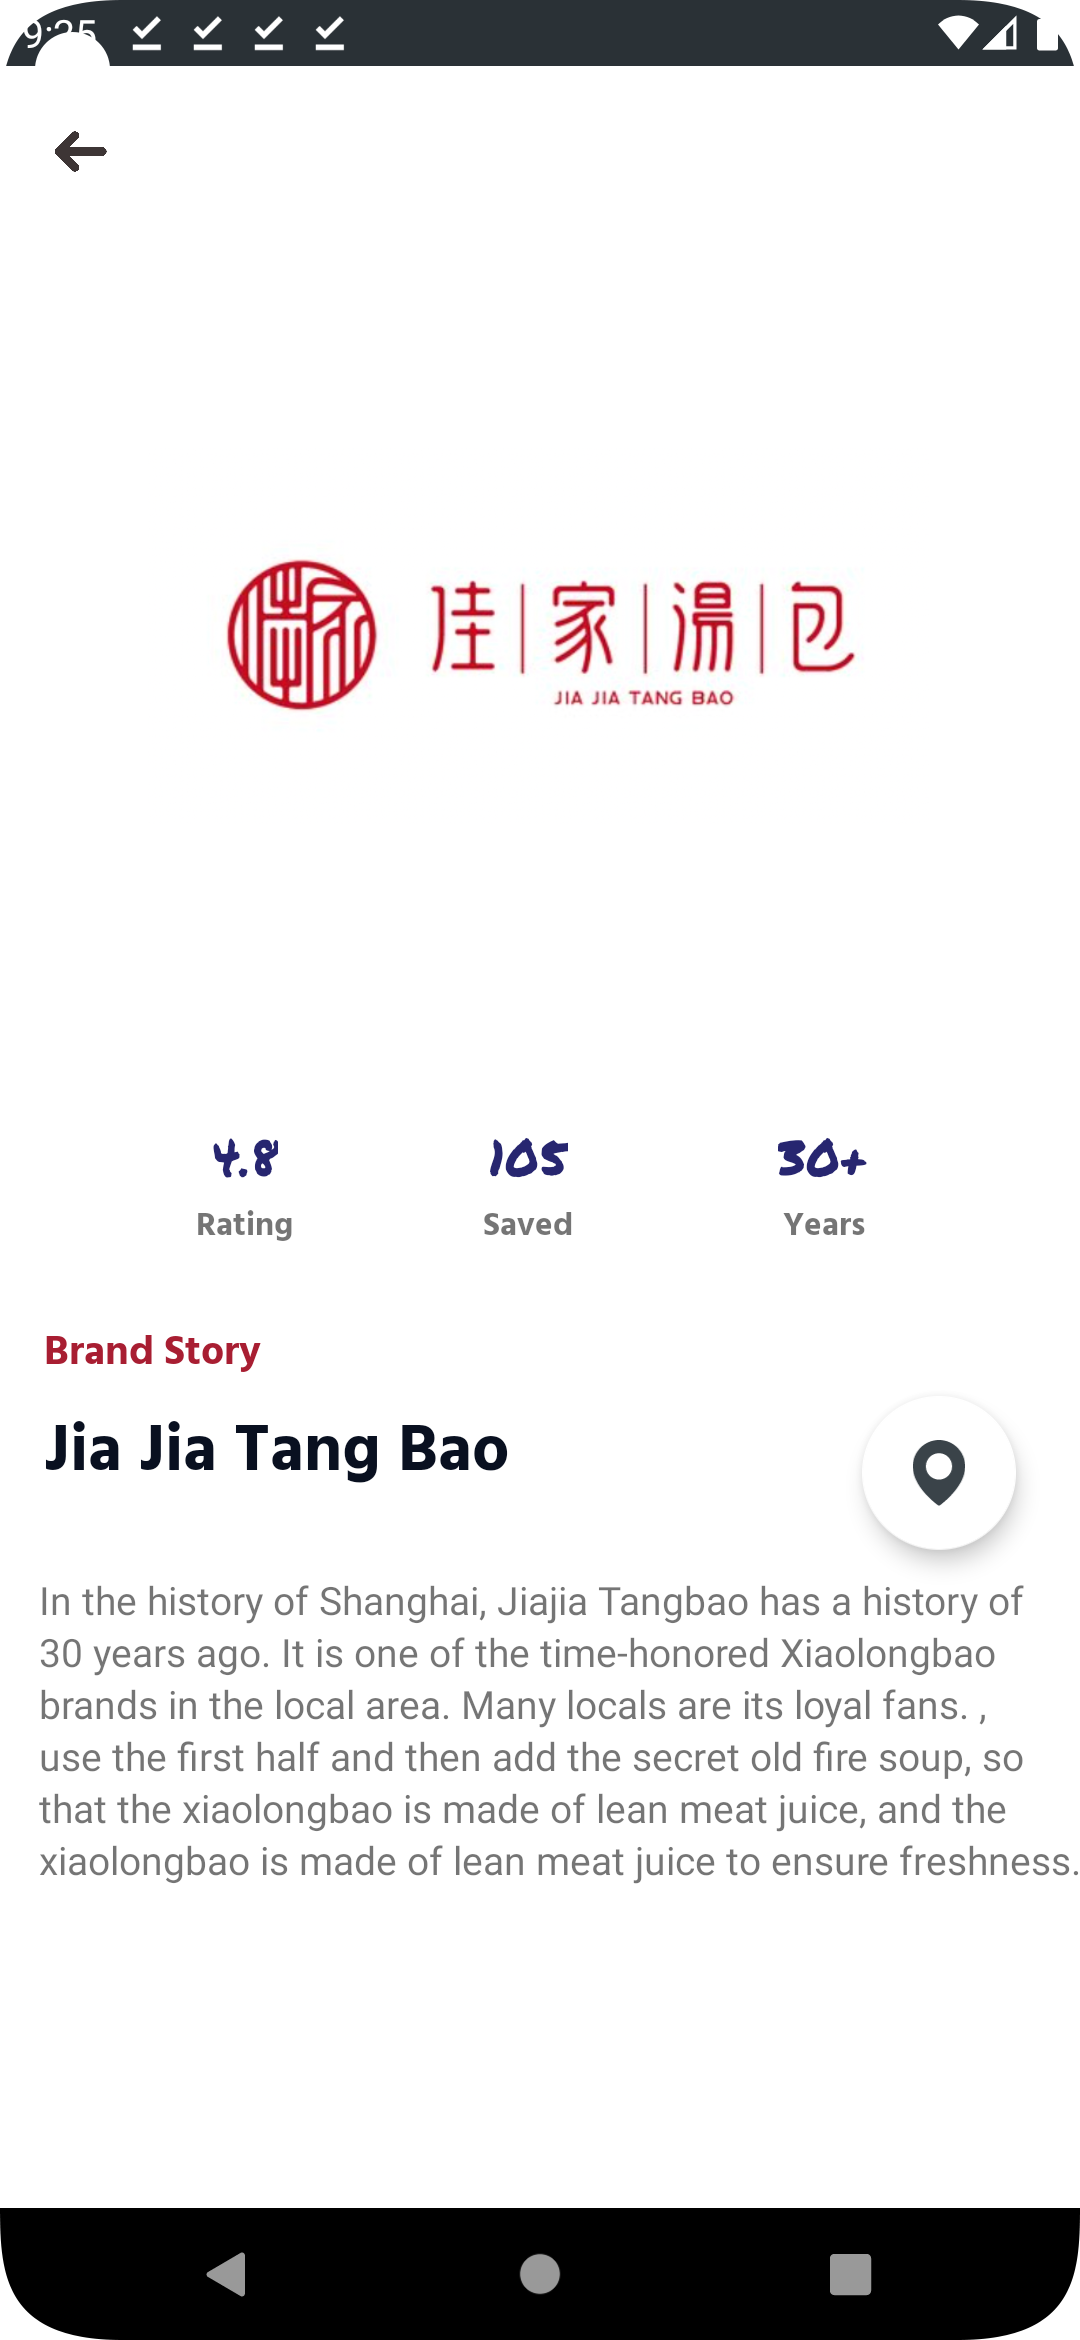 佳家湯包
JIA JIA TANG BAO
4.8 105 30+
Rating Saved Years
Brand Story
Jia Jia Tang Bao
In the history of Shanghai, Jiajia Tangbao has a history of
30 years ago. It is one of the time-honored Xiaolongbao
brands in the local area. Many locals are its loyal fans. ,
use the first half and then add the secret old fire soup, so
that the xiaolongbao is made of lean meat juice, and the
xiaolongbao is made of lean meat juice to ensure freshness.